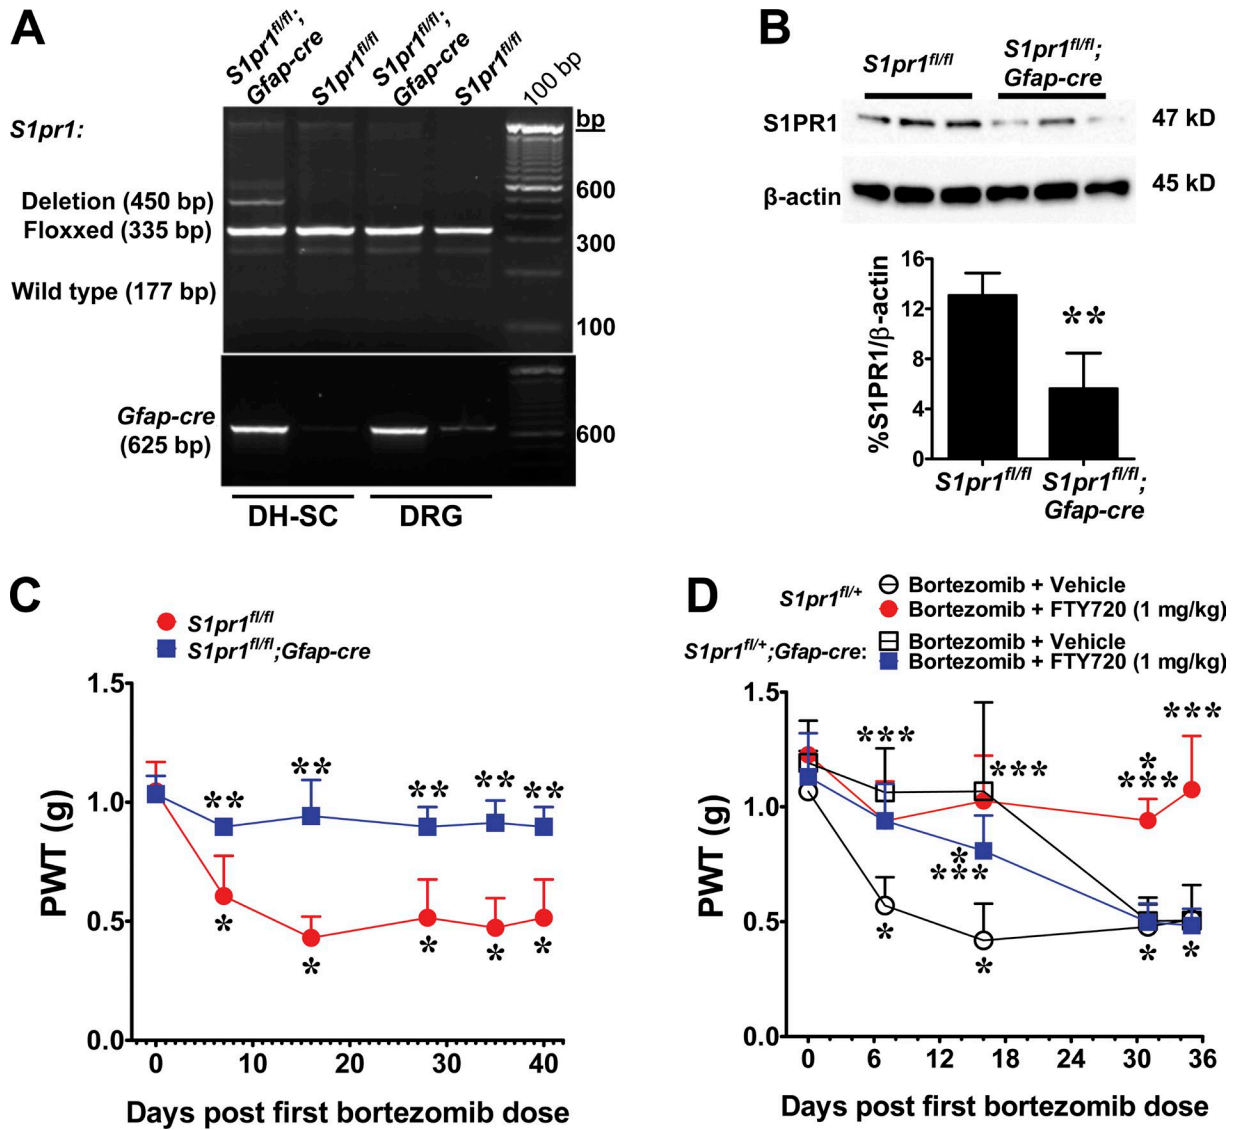 A
S1pr1fl/fl;
Gfap-cre
S1pr1fl/fl
S1pr1fl/fl;
Gfap-cre
S1pr1fl/fl
100 bp
S1pr1:
bp
Deletion (450 bp)
600
Floxxed (335 bp)
300
Wild type (177 bp)
100
Gfap-cre
(625 bp)
600
DH-SC
DRG
B
S1pr1fl/fl
S1pr1fl/fl;
Gfap-cre
S1PR1
47 kD
β-actin
45 kD
%S1PR1/β-actin
16
12
8
4
0
**
S1pr1fl/fl
S1pr1fl/fl;
Gfap-cre
C
S1pr1fl/fl
S1pr1fl/fl;Gfap-cre
PWT (g)
1.5
1.0
0.5
0.0
** ** ** ** **
* * * * *
0 10 20 30 40
Days post first bortezomib dose
D
S1pr1fl/+
Bortezomib + Vehicle
Bortezomib + FTY720 (1 mg/kg)
S1pr1fl/+;Gfap-cre:
Bortezomib + Vehicle
Bortezomib + FTY720 (1 mg/kg)
PWT (g)
1.5
1.0
0.5
0.0
*** *** * *** ***
* ***
* * * *
0 6 12 18 24 30 36
Days post first bortezomib dose